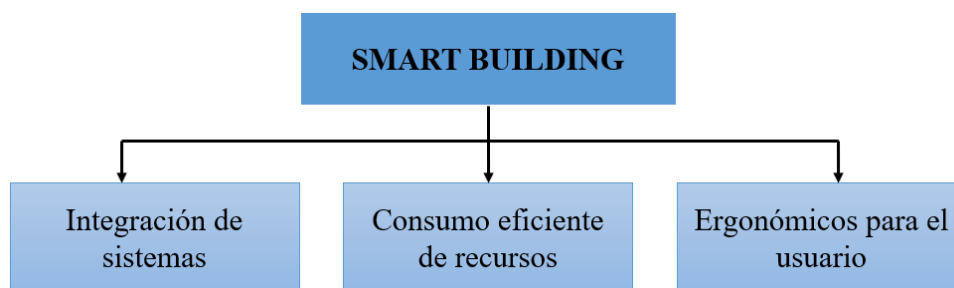 SMART BUILDING
Integración de
sistemas
Consumo eficiente
de recursos
Ergonómicos para el
usuario